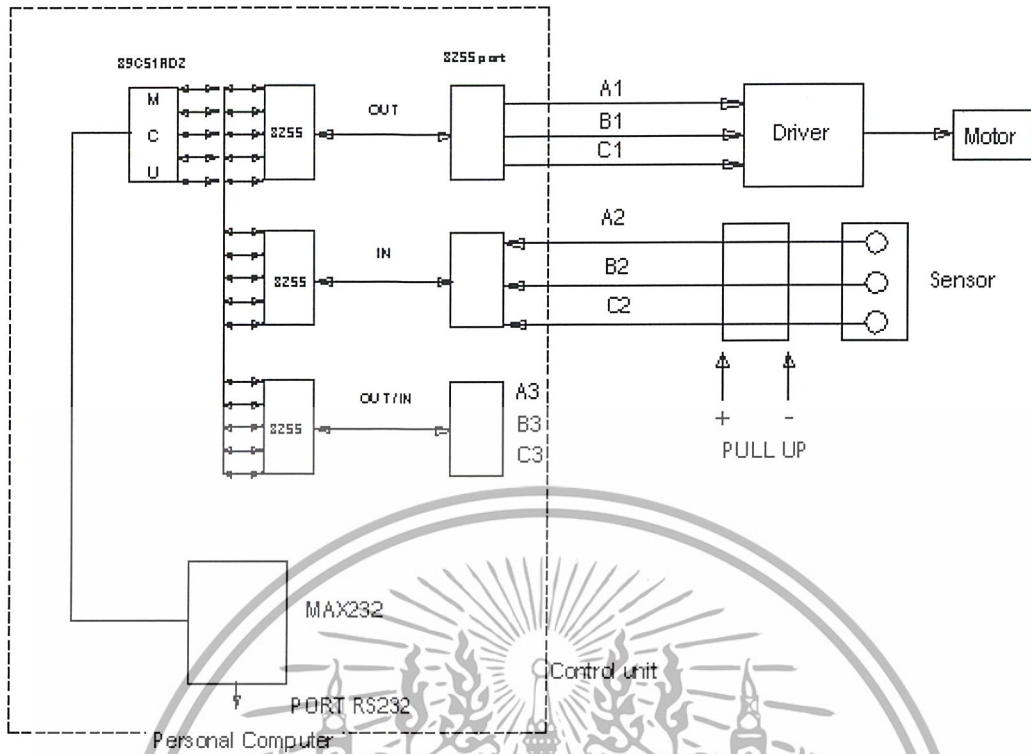 89C51RD2
M
C
U
8255
OUT
8255 port
A1
B1
C1
Driver
Motor
8255
IN
A2
B2
C2
Sensor
+
-
PULL UP
8255
OUT/IN
A3
B3
C3
MAX232
PORT RS232
Control unit
Personal Computer